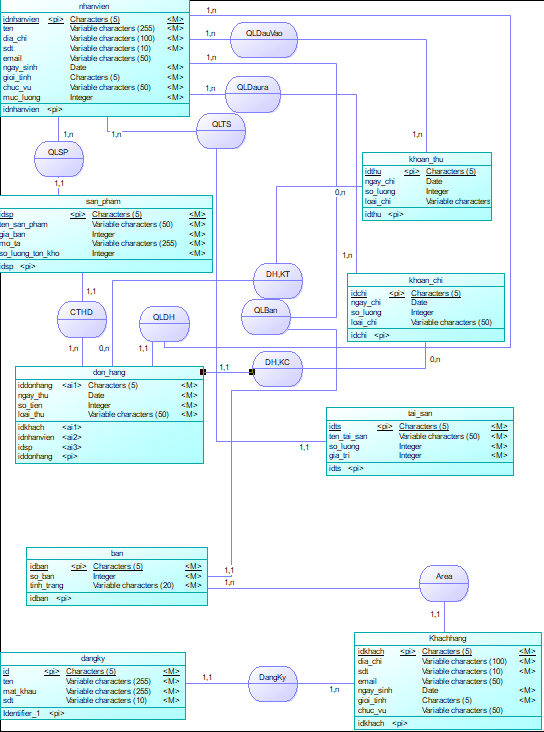 nhanvien
idnhanvien <pi> Characters (5) <M>
ten Variable characters (255) <M>
dia_chi Variable characters (100) <M>
sdt Variable characters (10) <M>
email Variable characters (50)
ngay_sinh Date <M>
gioi_tinh Characters (5) <M>
chuc_vu Variable characters (50) <M>
muc_luong Integer <M>
idnhanvien <pi>
1,n
1,n
QLDauVao
1,n
1,n
QLDaura
1,n
1,n
QLTS
1,n
QLSP
1,1
1,n
khoan_thu
idthu <pi> Characters (5)
ngay_chi Date
so_luong Integer
loai_chi Variable characters
idthu <pi>
0,n
san_pham
idsp <pi> Characters (5) <M>
ten_san_pham Variable characters (50) <M>
gia_ban Integer <M>
mo_ta Variable characters (255) <M>
so_luong_ton_kho Integer <M>
idsp <pi>
1,n
khoan_chi
idchi <pi> Characters (5)
ngay_chi Date
so_luong Integer
loai_chi Variable characters (50)
idchi <pi>
DH,KT
QLBan
1,1
CTHD
QLDH
1,n
0,n
1,1
1,1
DH,KC
0,n
don_hang
iddonhang <ai1> Characters (5) <M>
ngay_thu Date <M>
so_tien Integer <M>
loai_thu Variable characters (50) <M>
idkhach <ai1>
idnhanvien <ai2>
idsp <ai3>
iddonhang <pi>
1,1
tai_san
idts <pi> Characters (5) <M>
ten_tai_san Variable characters (50) <M>
so_luong Integer <M>
gia_tri Integer <M>
idts <pi>
ban
idban <pi> Characters (5) <M>
so_ban Integer <M>
tinh_trang Variable characters (20) <M>
idban <pi>
1,1
1,n
Area
1,1
Khachhang
idkhach <pi> Characters (5) <M>
dia_chi Variable characters (100) <M>
sdt Variable characters (10) <M>
email Variable characters (50)
ngay_sinh Date <M>
gioi_tinh Characters (5) <M>
chuc_vu Variable characters (50)
idkhach <pi>
dangky
id <pi> Characters (5) <M>
ten Variable characters (255) <M>
mat_khau Variable characters (255) <M>
sdt Variable characters (10) <M>
Identifier_1 <pi>
1,1
DangKy
1,n